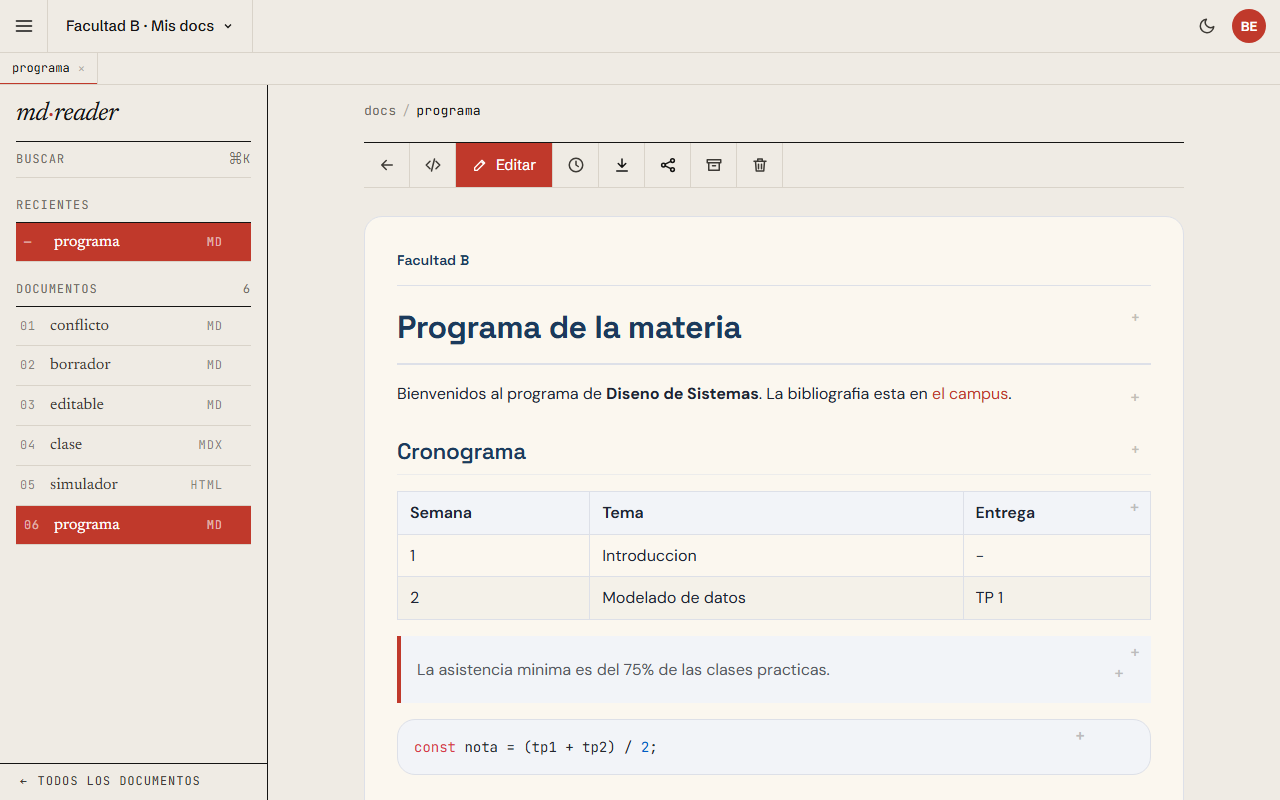 Facultad B · Mis docs
BE
programa ×
md·reader
BUSCAR ⌘K
RECIENTES
— programa MD
DOCUMENTOS 6
01 conflicto MD
02 borrador MD
03 editable MD
04 clase MDX
05 simulador HTML
06 programa MD
← TODOS LOS DOCUMENTOS
docs / programa
Editar
Facultad B
Programa de la materia +
Bienvenidos al programa de Diseno de Sistemas. La bibliografia esta en el campus. +
Cronograma +
Semana Tema Entrega +
1 Introduccion –
2 Modelado de datos TP 1
La asistencia minima es del 75% de las clases practicas. + +
const nota = (tp1 + tp2) / 2; +